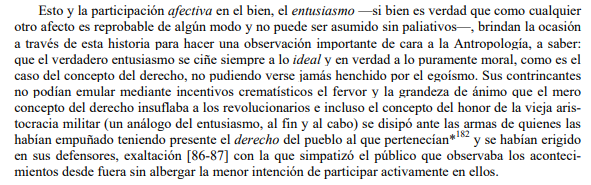 Esto y la participación afectiva en el bien, el entusiasmo —si bien es verdad que como cualquier
otro afecto es reprobable de algún modo y no puede ser asumido sin paliativos—, brindan la ocasión
a través de esta historia para hacer una observación importante de cara a la Antropología, a saber:
que el verdadero entusiasmo se ciñe siempre a lo ideal y en verdad a lo puramente moral, como es el
caso del concepto del derecho, no pudiendo verse jamás henchido por el egoísmo. Sus contrincantes
no podían emular mediante incentivos crematísticos el fervor y la grandeza de ánimo que el mero
concepto del derecho insuflaba a los revolucionarios e incluso el concepto del honor de la vieja aris-
tocracia militar (un análogo del entusiasmo, al fin y al cabo) se disipó ante las armas de quienes las
habían empuñado teniendo presente el derecho del pueblo al que pertenecían*182 y se habían erigido
en sus defensores, exaltación [86-87] con la que simpatizó el público que observaba los aconteci-
mientos desde fuera sin albergar la menor intención de participar activamente en ellos.